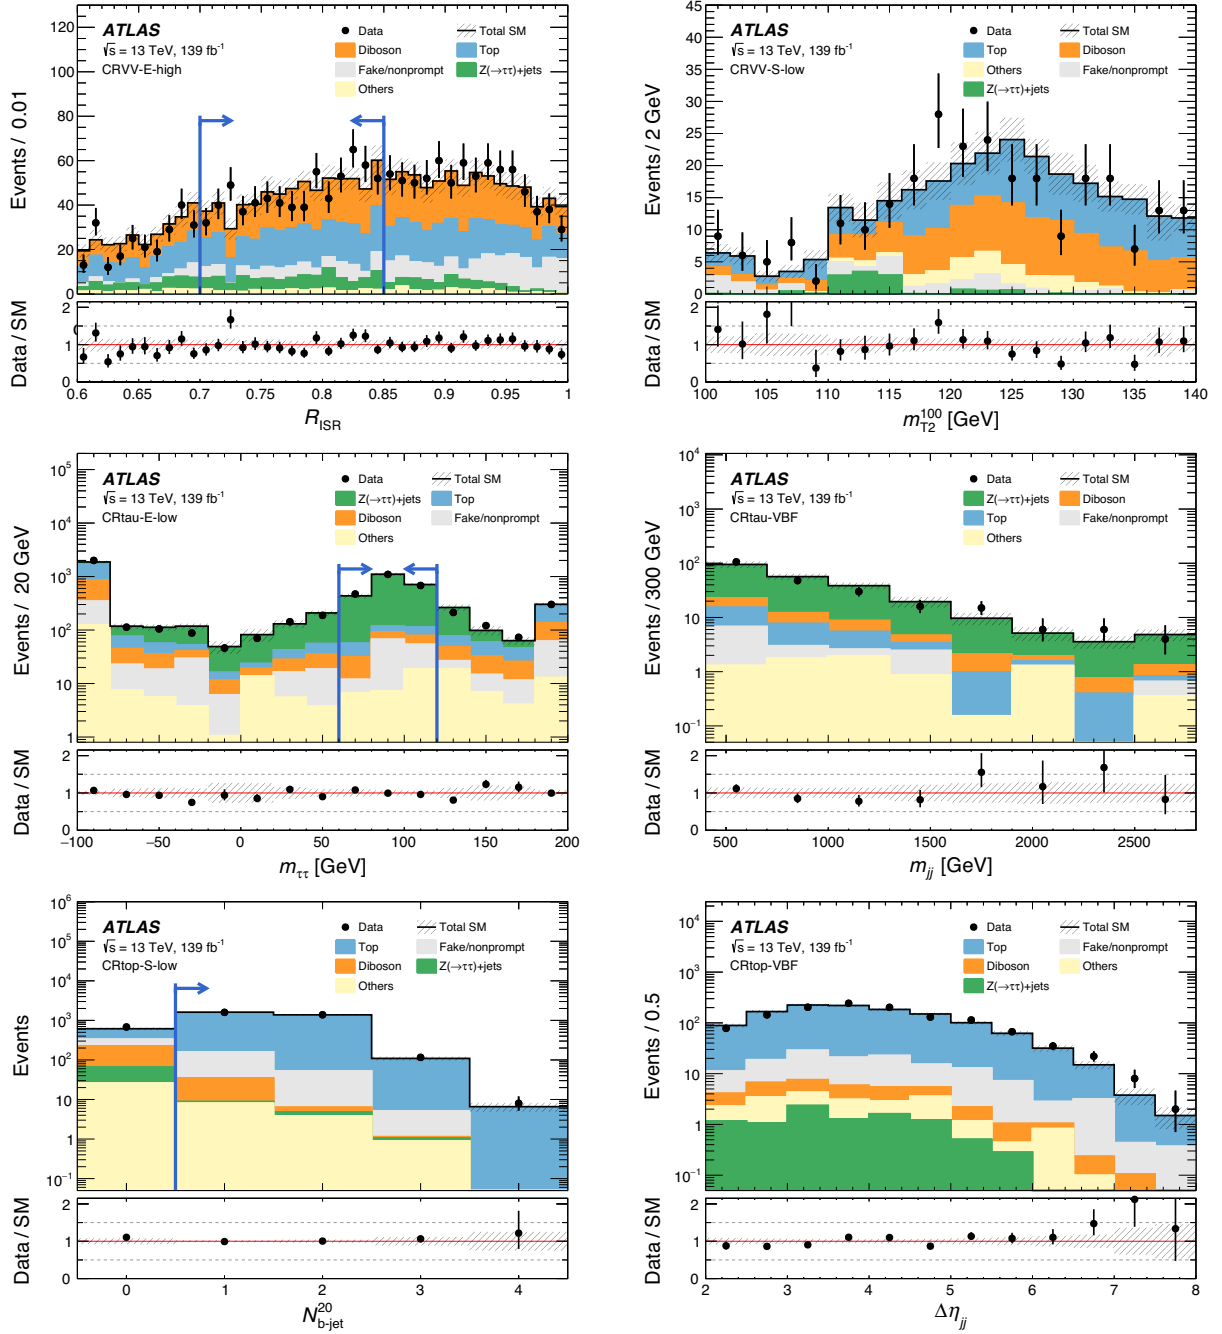 ATLAS
√s = 13 TeV, 139 fb⁻¹
CRVV-E-high
Data
Total SM
Diboson
Top
Fake/nonprompt
Z(→ττ)+jets
Others
Events / 0.01
0 20 40 60 80 100 120
Data / SM
0 1 2
0.6 0.65 0.7 0.75 0.8 0.85 0.9 0.95 1
R_ISR
ATLAS
√s = 13 TeV, 139 fb⁻¹
CRVV-S-low
Data
Total SM
Top
Diboson
Fake/nonprompt
Others
Z(→ττ)+jets
Events / 2 GeV
0 5 10 15 20 25 30 35 40 45
Data / SM
0 1 2
100 105 110 115 120 125 130 135 140
m_T2^100 [GeV]
ATLAS
√s = 13 TeV, 139 fb⁻¹
CRtau-E-low
Data
Total SM
Z(→ττ)+jets
Top
Diboson
Fake/nonprompt
Others
Events / 20 GeV
1 10 10² 10³ 10⁴ 10⁵
Data / SM
0 1 2
−100 −50 0 50 100 150 200
m_ττ [GeV]
ATLAS
√s = 13 TeV, 139 fb⁻¹
CRtau-VBF
Data
Total SM
Z(→ττ)+jets
Diboson
Top
Fake/nonprompt
Others
Events / 300 GeV
10⁻¹ 1 10 10² 10³ 10⁴
Data / SM
0 1 2
500 1000 1500 2000 2500
m_jj [GeV]
ATLAS
√s = 13 TeV, 139 fb⁻¹
CRtop-S-low
Data
Total SM
Top
Fake/nonprompt
Diboson
Z(→ττ)+jets
Others
Events
10⁻¹ 1 10 10² 10³ 10⁴ 10⁵ 10⁶
Data / SM
0 1 2
0 1 2 3 4
N_b-jet^20
ATLAS
√s = 13 TeV, 139 fb⁻¹
CRtop-VBF
Data
Total SM
Top
Fake/nonprompt
Diboson
Others
Z(→ττ)+jets
Events / 0.5
10⁻¹ 1 10 10² 10³ 10⁴
Data / SM
0 1 2
2 3 4 5 6 7 8
Δη_jj